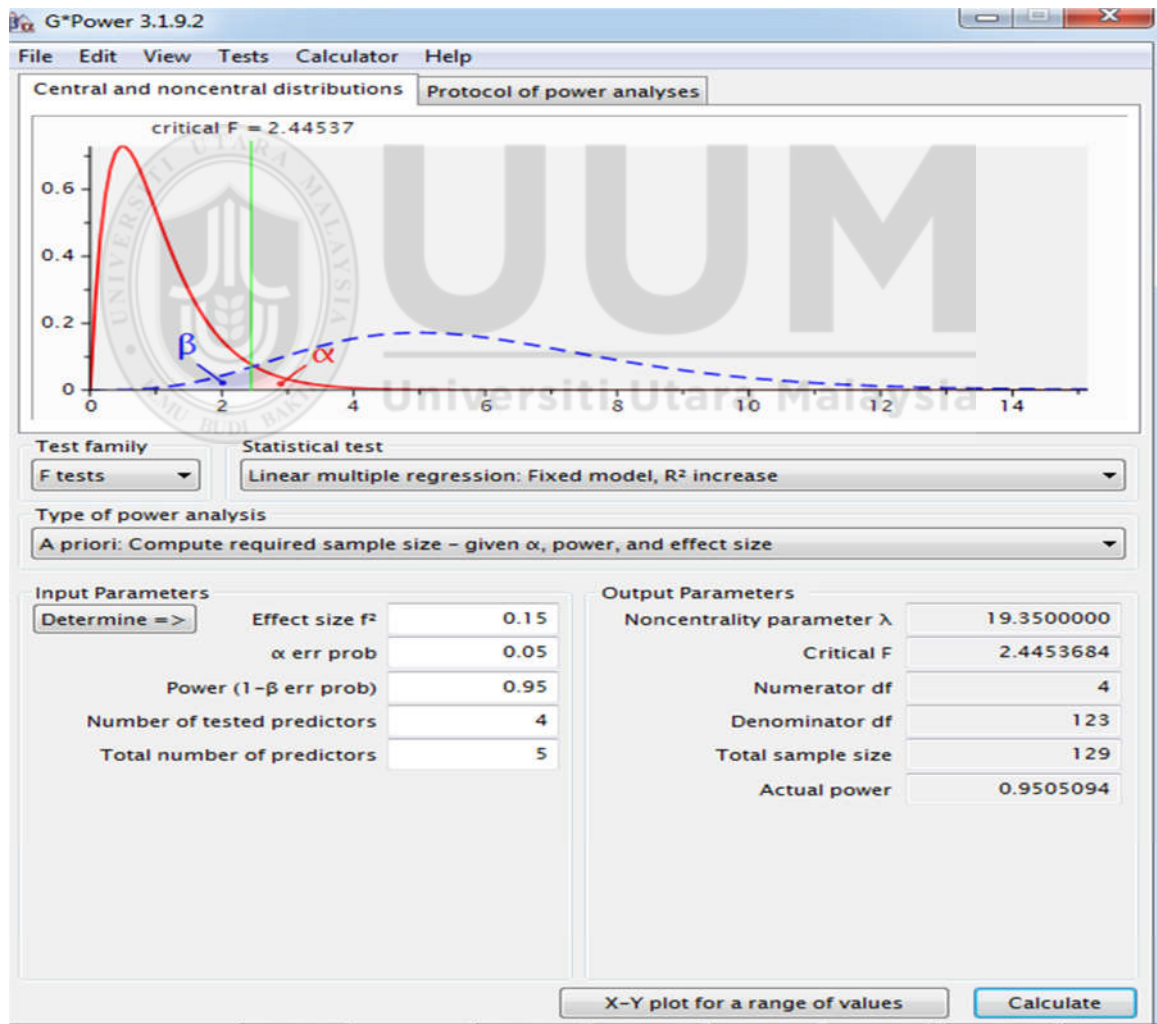 G*Power 3.1.9.2
File Edit View Tests Calculator Help
Central and noncentral distributions Protocol of power analyses
critical F = 2.44537
0.6
0.4
0.2
0
β
α
0 2 4 6 8 10 12 14
UNIVERSITI UTARA MALAYSIA
BUDI
UUM
Universiti Utara Malaysia
Test family Statistical test
F tests Linear multiple regression: Fixed model, R² increase
Type of power analysis
A priori: Compute required sample size – given α, power, and effect size
Input Parameters Output Parameters
Determine => Effect size f² 0.15 Noncentrality parameter λ 19.3500000
α err prob 0.05 Critical F 2.4453684
Power (1-β err prob) 0.95 Numerator df 4
Number of tested predictors 4 Denominator df 123
Total number of predictors 5 Total sample size 129
Actual power 0.9505094
X-Y plot for a range of values Calculate